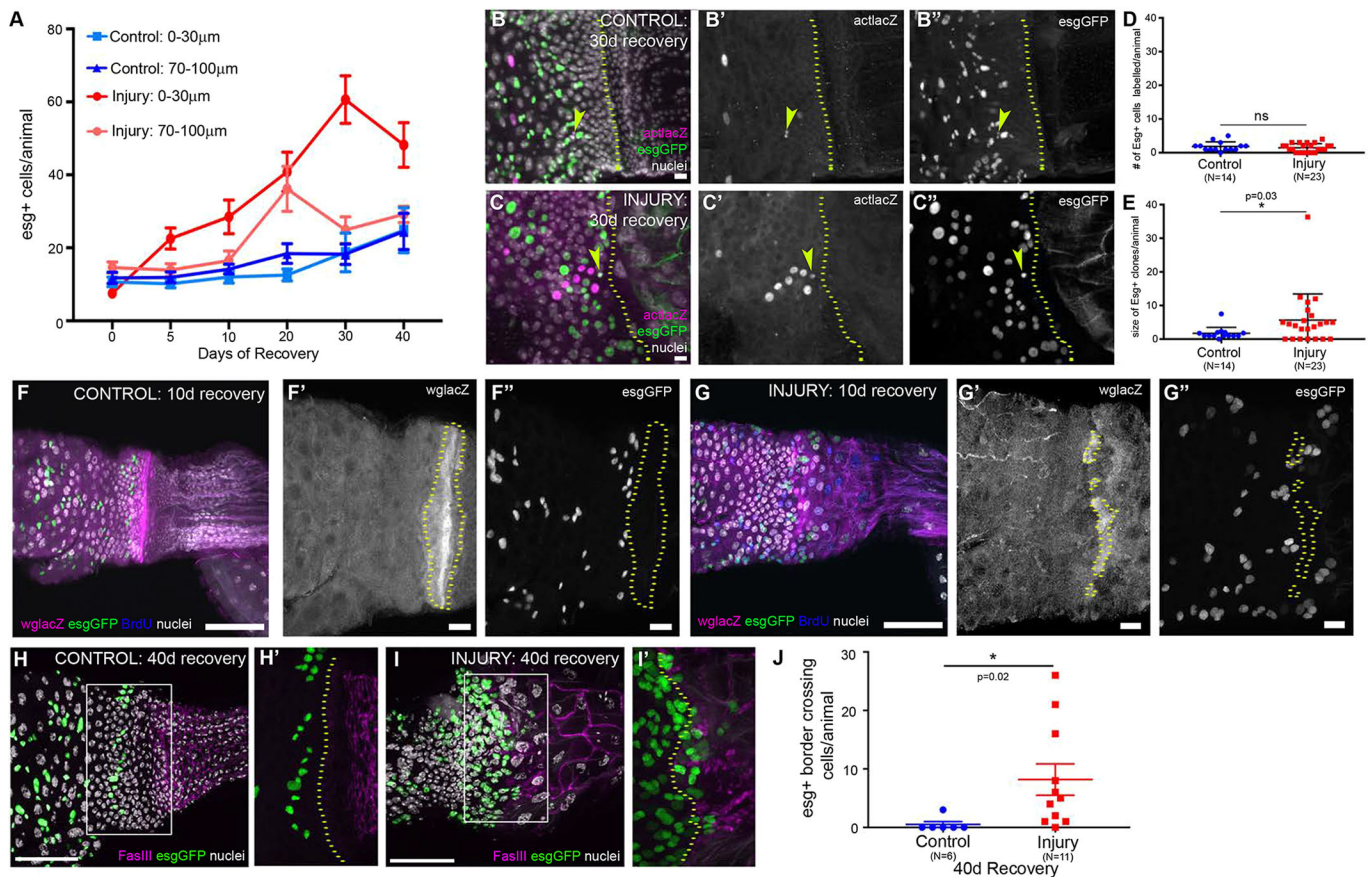 A
Control: 0-30μm
Control: 70-100μm
Injury: 0-30μm
Injury: 70-100μm
esg+ cells/animal
80
60
40
20
0
0 5 10 20 30 40
Days of Recovery
B CONTROL:
30d recovery
actlacZ
esgGFP
nuclei
B' actlacZ
B" esgGFP
C INJURY:
30d recovery
actlacZ
esgGFP
nuclei
C' actlacZ
C" esgGFP
D
# of Esg+ cells labelled/animal
40
30
20
10
0
ns
Control Injury
(N=14) (N=23)
E
size of Esg+ clones/animal
p=0.03
*
40
30
20
10
0
Control Injury
(N=14) (N=23)
F CONTROL: 10d recovery
wglacZ esgGFP BrdU nuclei
F' wglacZ
F" esgGFP
G INJURY: 10d recovery
wglacZ esgGFP BrdU nuclei
G' wglacZ
G" esgGFP
H CONTROL: 40d recovery
FasIII esgGFP nuclei
H'
I INJURY: 40d recovery
FasIII esgGFP nuclei
I'
J
esg+ border crossing
cells/animal
30
20
10
0
*
p=0.02
Control Injury
(N=6) (N=11)
40d Recovery